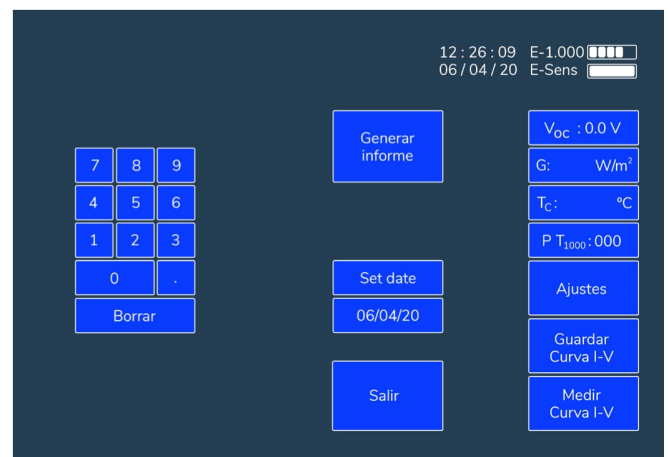 12 : 26 : 09 E-1.000
06 / 04 / 20 E-Sens
7 8 9
4 5 6
1 2 3
0 .
Borrar
Generar
informe
Set date
06/04/20
Salir
VOC : 0.0 V
G: W/m²
TC : ºC
P T1000 : 000
Ajustes
Guardar
Curva I-V
Medir
Curva I-V